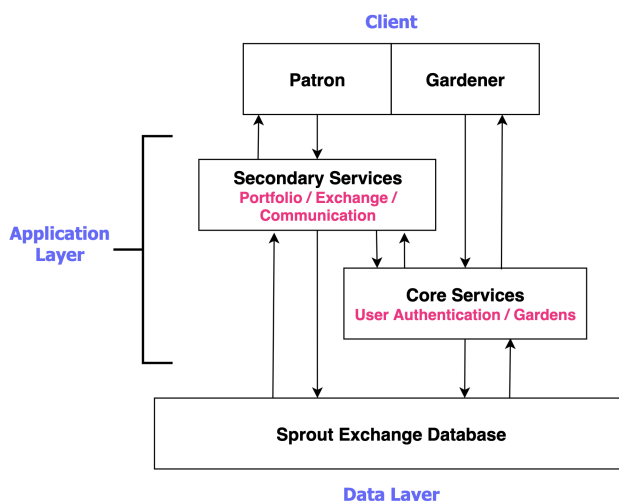 Client
Patron
Gardener
Secondary Services
Portfolio / Exchange /
Communication
Application
Layer
Core Services
User Authentication / Gardens
Sprout Exchange Database
Data Layer